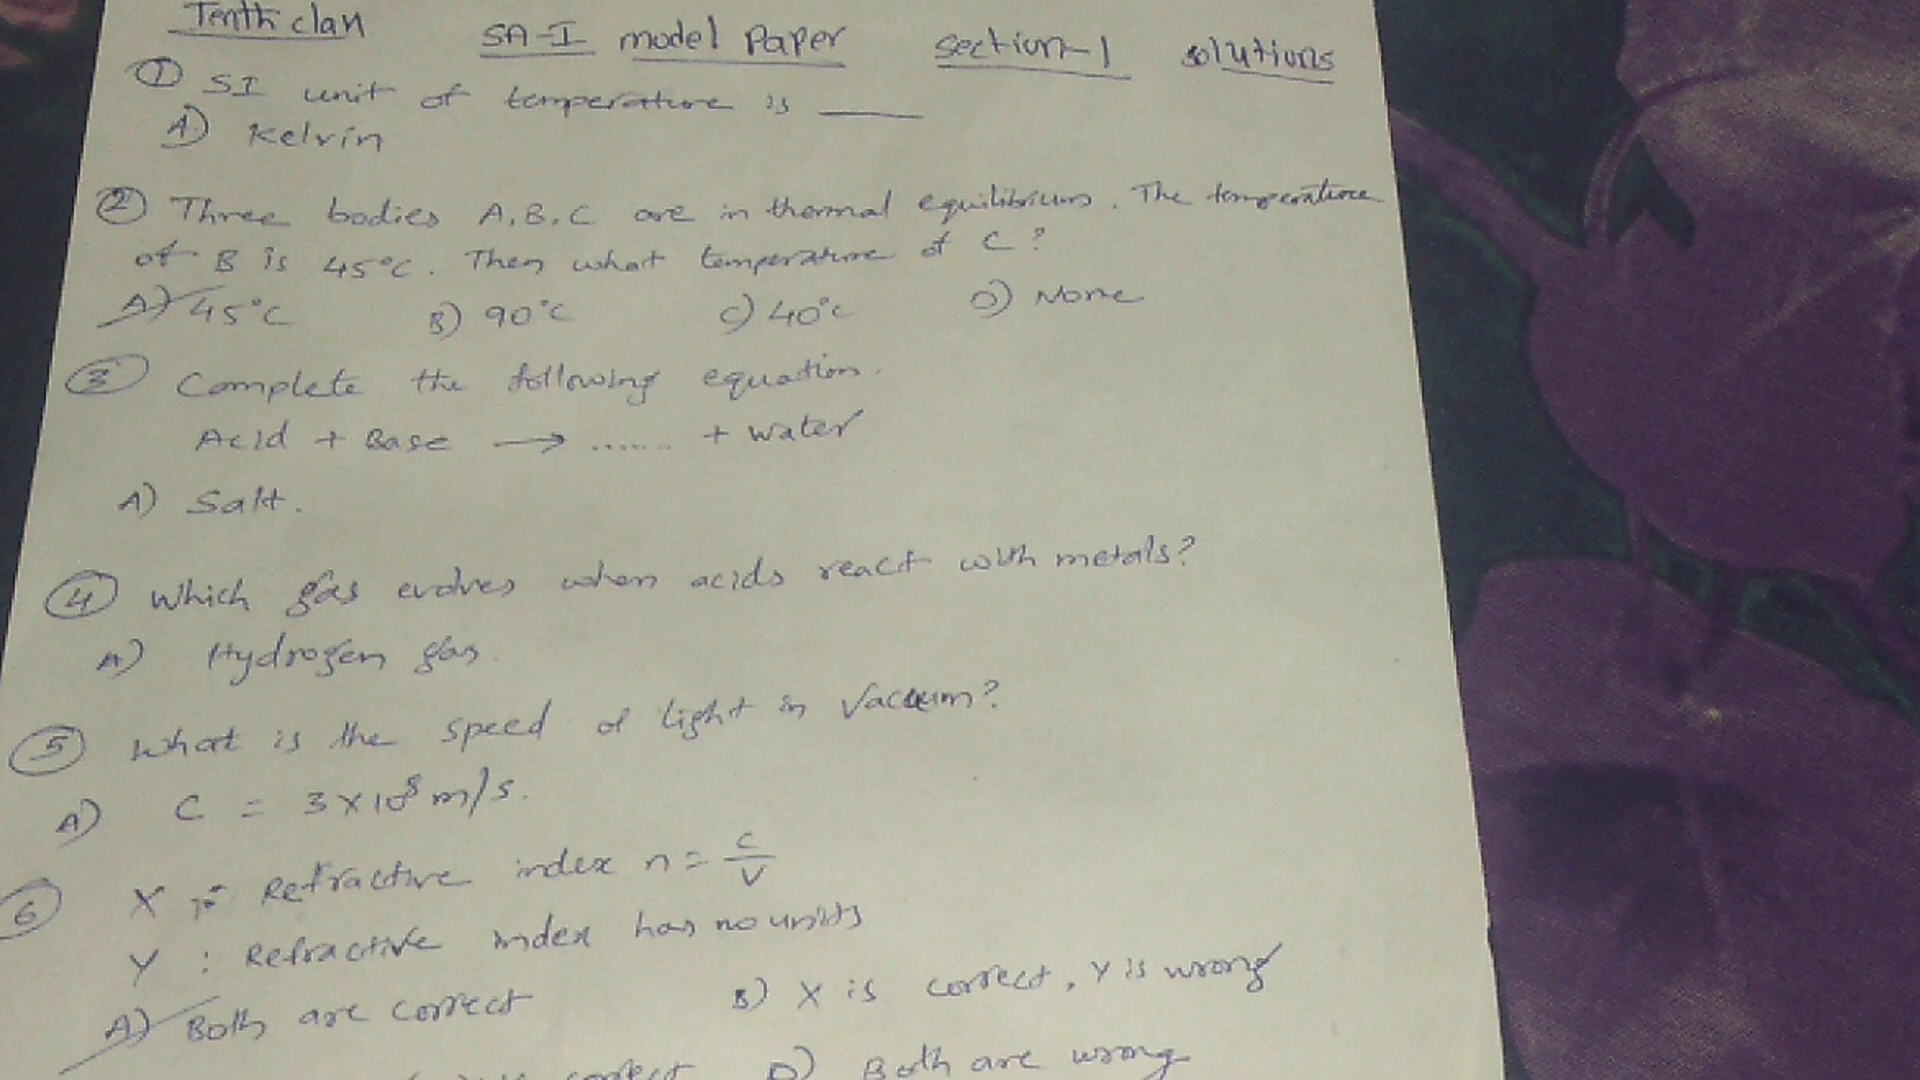 Tenth class SA-I model Paper section-1 solutions
① SI unit of temperature is ____
A) Kelvin
② Three bodies A, B, C are in thermal equilibrium. The temperature
of B is 45°C. Then what temperature of C?
A) 45°C B) 90°C C) 40°C D) None
③ Complete the following equation.
Acid + Base → ....... + water
A) Salt.
④ Which gas evolves when acids react with metals?
A) Hydrogen gas.
⑤ What is the speed of light in Vaccum?
A) C = 3×10⁸ m/s.
⑥ X : Refractive index n = C/V
Y : Refractive index has no units
A) Both are correct B) X is correct, Y is wrong
correct D) Both are wrong